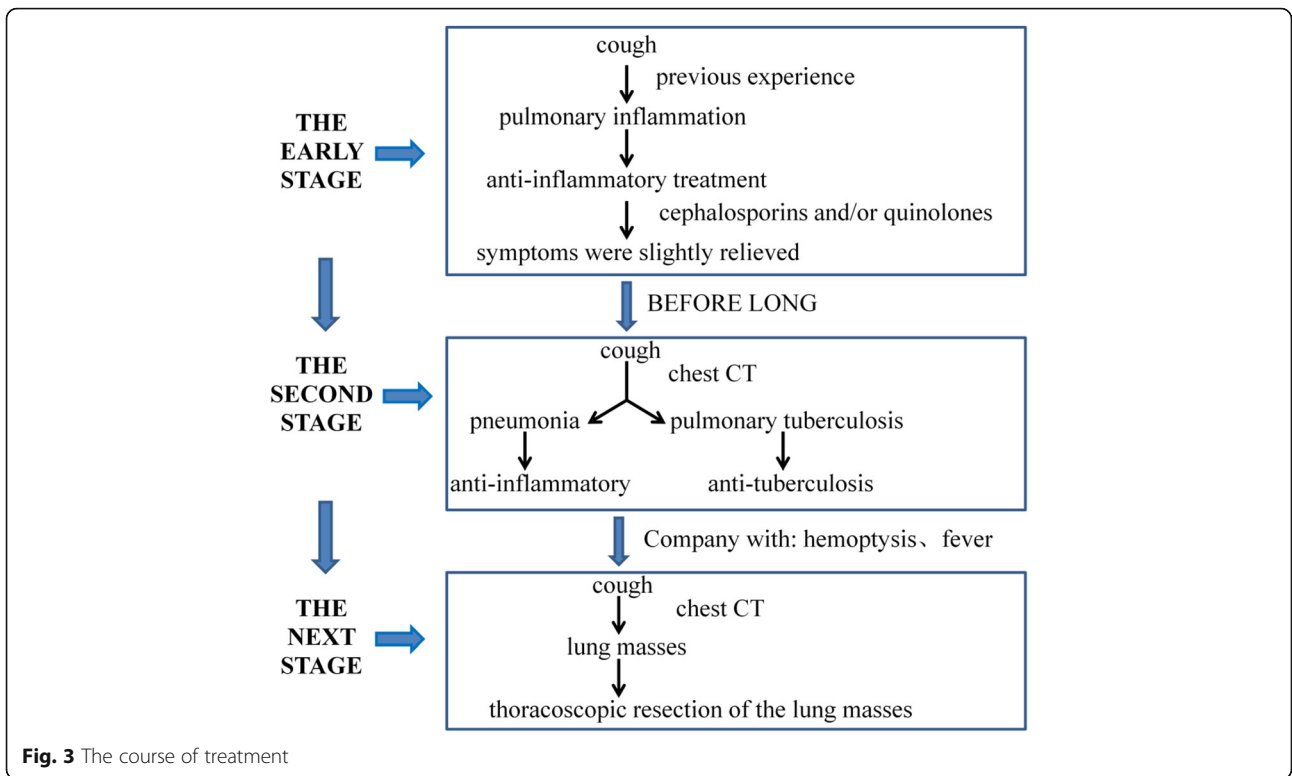 THE
EARLY
STAGE
cough
previous experience
pulmonary inflammation
anti-inflammatory treatment
cephalosporins and/or quinolones
symptoms were slightly relieved
BEFORE LONG
THE
SECOND
STAGE
cough
chest CT
pneumonia
pulmonary tuberculosis
anti-inflammatory
anti-tuberculosis
Company with: hemoptysis、fever
THE
NEXT
STAGE
cough
chest CT
lung masses
thoracoscopic resection of the lung masses
Fig. 3 The course of treatment